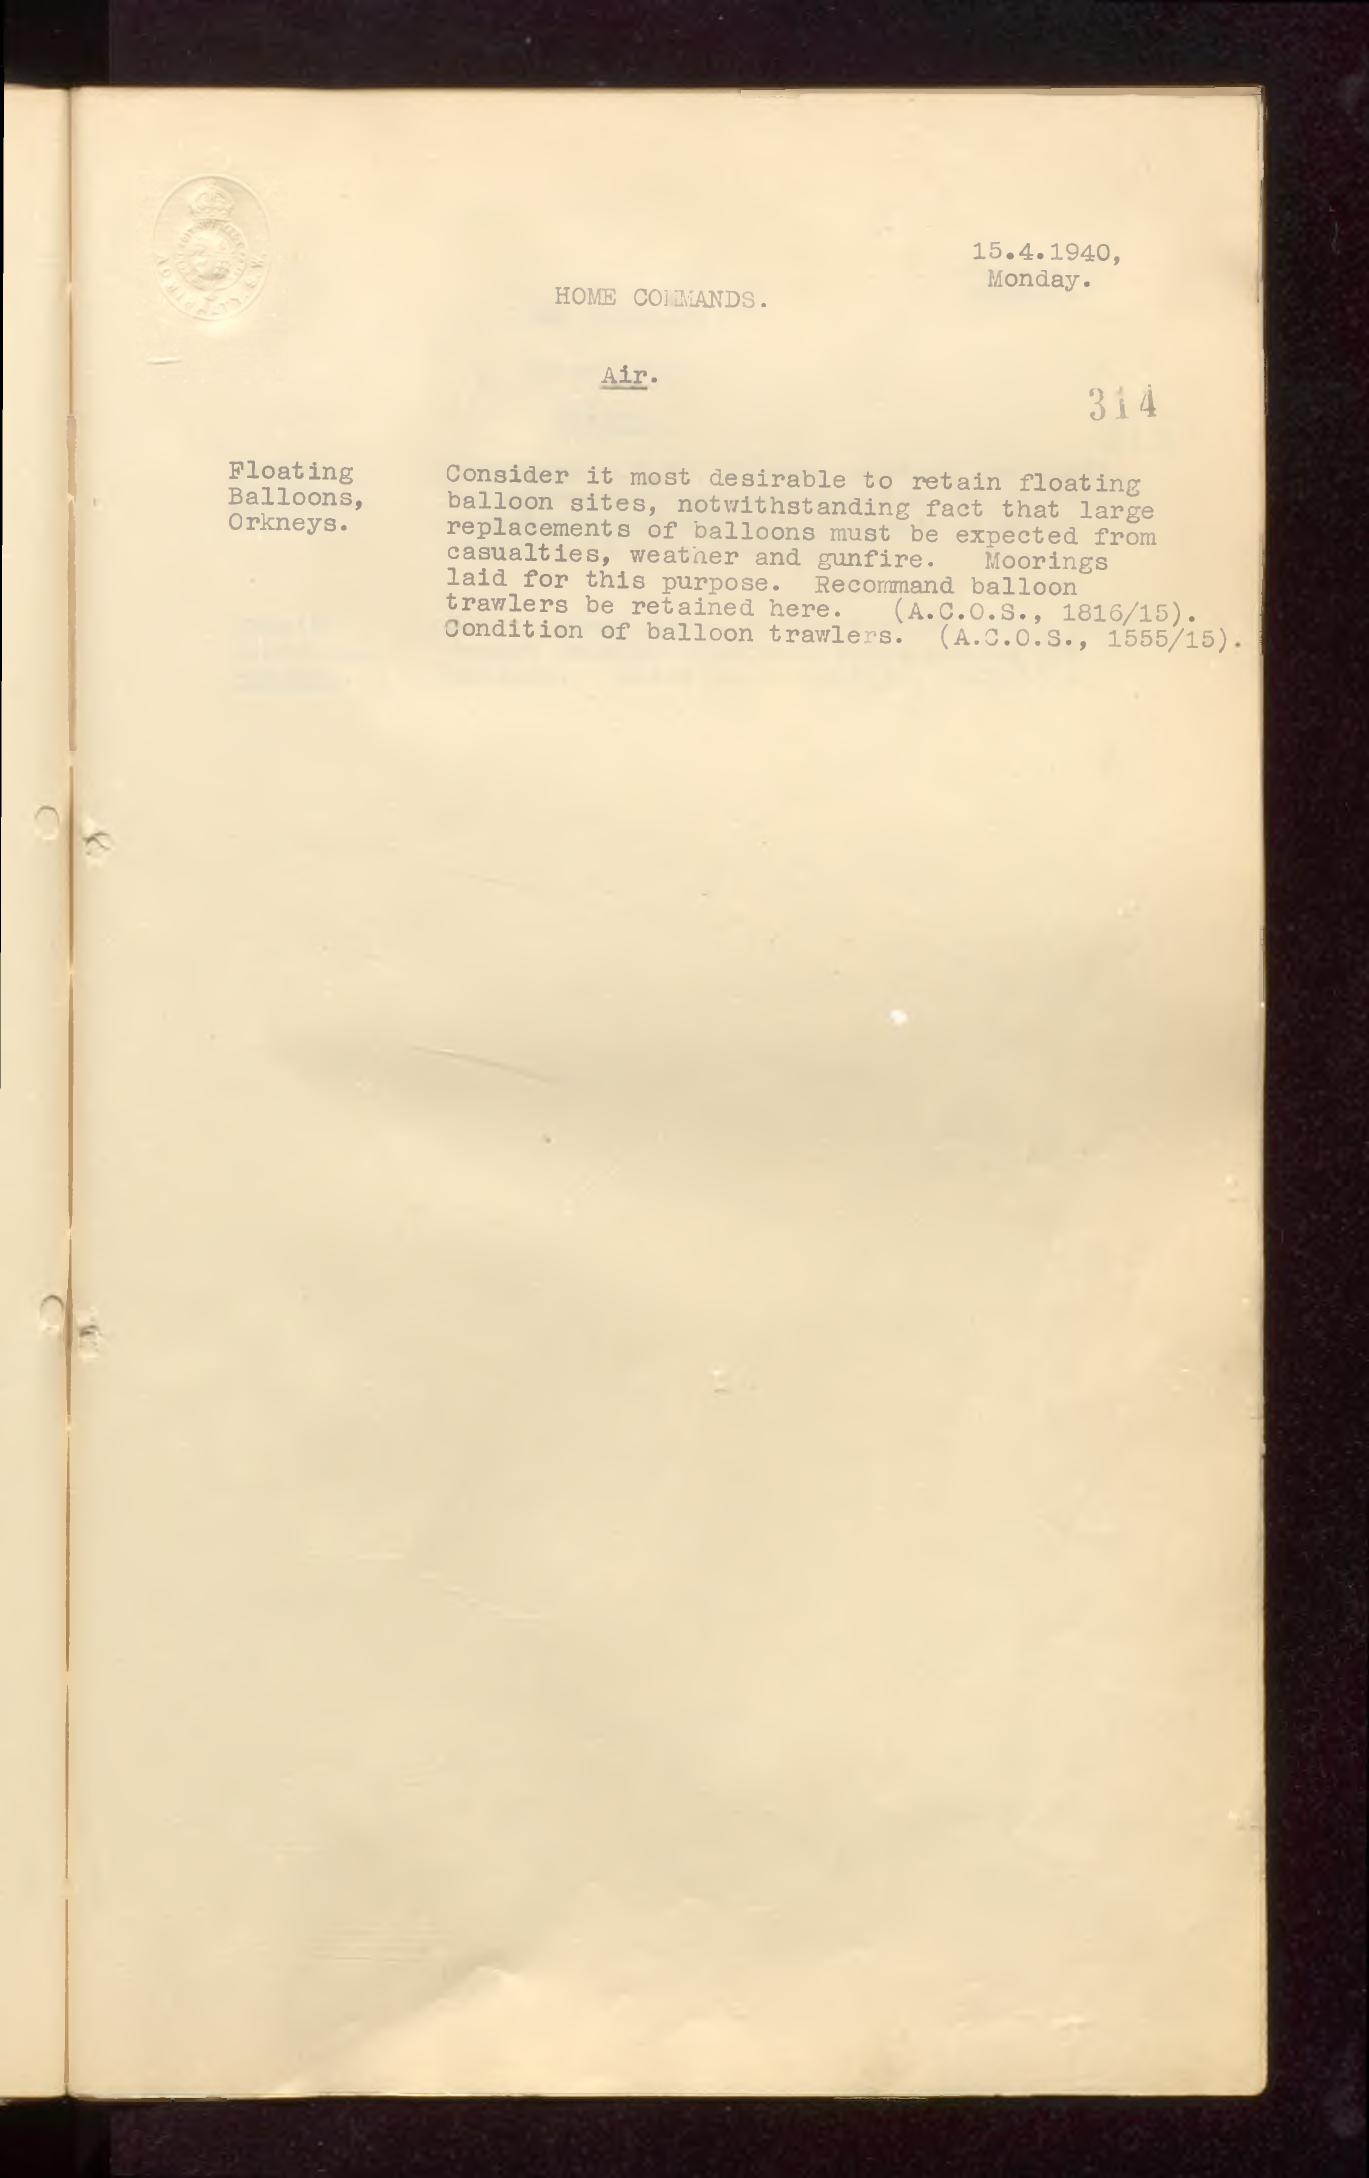 15.4.1940,
Monday.
HOME COMMANDS.
Air.
314
Floating
Balloons,
Orkneys.
Consider it most desirable to retain floating
balloon sites, notwithstanding fact that large
replacements of balloons must be expected from
casualties, weather and gunfire. Moorings
laid for this purpose. Recommand balloon
trawlers be retained here. (A.C.O.S., 1816/15).
Condition of balloon trawlers. (A.C.O.S., 1555/15).